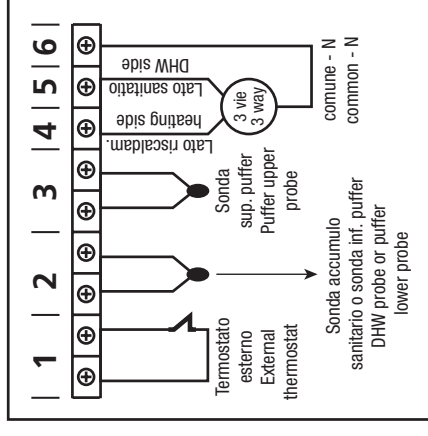 1
2
3
4
5
6
Termostato
esterno
External
thermostat
Sonda accumulo
sanitario o sonda inf. puffer
DHW probe or puffer
lower probe
Sonda
sup. puffer
Puffer upper
probe
Lato riscaldam.
heating side
Lato sanitatio
DHW side
3 vie
3 way
comune - N
common - N